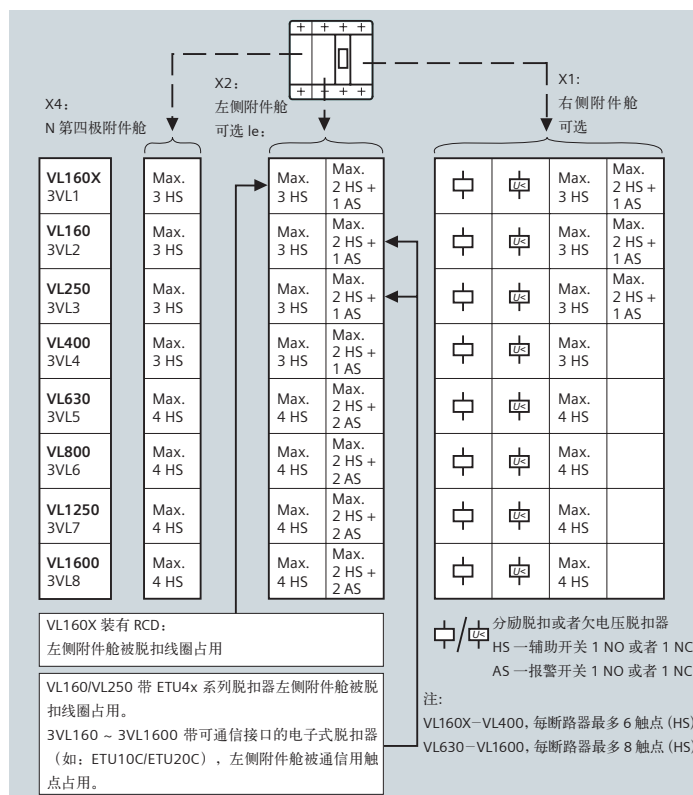 X4：
N 第四极附件舱
X2：
左侧附件舱
可选 le：
X1：
右侧附件舱
可选
VL160X
3VL1
Max.
3 HS
Max.
3 HS
Max.
2 HS +
1 AS
U<
Max.
3 HS
Max.
2 HS +
1 AS
VL160
3VL2
Max.
3 HS
Max.
3 HS
Max.
2 HS +
1 AS
U<
Max.
3 HS
Max.
2 HS +
1 AS
VL250
3VL3
Max.
3 HS
Max.
3 HS
Max.
2 HS +
1 AS
U<
Max.
3 HS
Max.
2 HS +
1 AS
VL400
3VL4
Max.
3 HS
Max.
3 HS
Max.
2 HS +
1 AS
U<
Max.
3 HS
VL630
3VL5
Max.
4 HS
Max.
4 HS
Max.
2 HS +
2 AS
U<
Max.
4 HS
VL800
3VL6
Max.
4 HS
Max.
4 HS
Max.
2 HS +
2 AS
U<
Max.
4 HS
VL1250
3VL7
Max.
4 HS
Max.
4 HS
Max.
2 HS +
2 AS
U<
Max.
4 HS
VL1600
3VL8
Max.
4 HS
Max.
4 HS
Max.
2 HS +
2 AS
U<
Max.
4 HS
VL160X 装有 RCD：
左侧附件舱被脱扣线圈占用
VL160/VL250 带 ETU4x 系列脱扣器左侧附件舱被脱
扣线圈占用。
3VL160 ~ 3VL1600 带可通信接口的电子式脱扣器
（如：ETU10C/ETU20C），左侧附件舱被通信用触
点占用。
/ U< 分励脱扣或者欠电压脱扣器
HS 一辅助开关 1 NO 或者 1 NC
AS 一报警开关 1 NO 或者 1 NC
注:
VL160X－VL400, 每断路器最多 6 触点 (HS)
VL630－VL1600, 每断路器最多 8 触点 (HS)